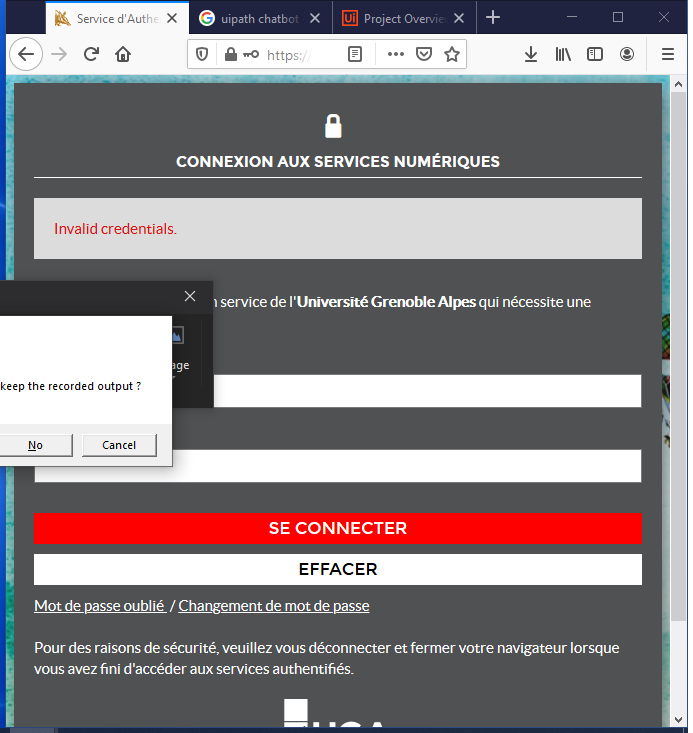 Service d'Authe
uipath chatbot
Project Overvie
https:/
CONNEXION AUX SERVICES NUMÉRIQUES
Invalid credentials.
service de l'Université Grenoble Alpes qui nécessite une
keep the recorded output ?
No
Cancel
SE CONNECTER
EFFACER
Mot de passe oublié / Changement de mot de passe
Pour des raisons de sécurité, veuillez vous déconnecter et fermer votre navigateur lorsque
vous avez fini d'accéder aux services authentifiés.